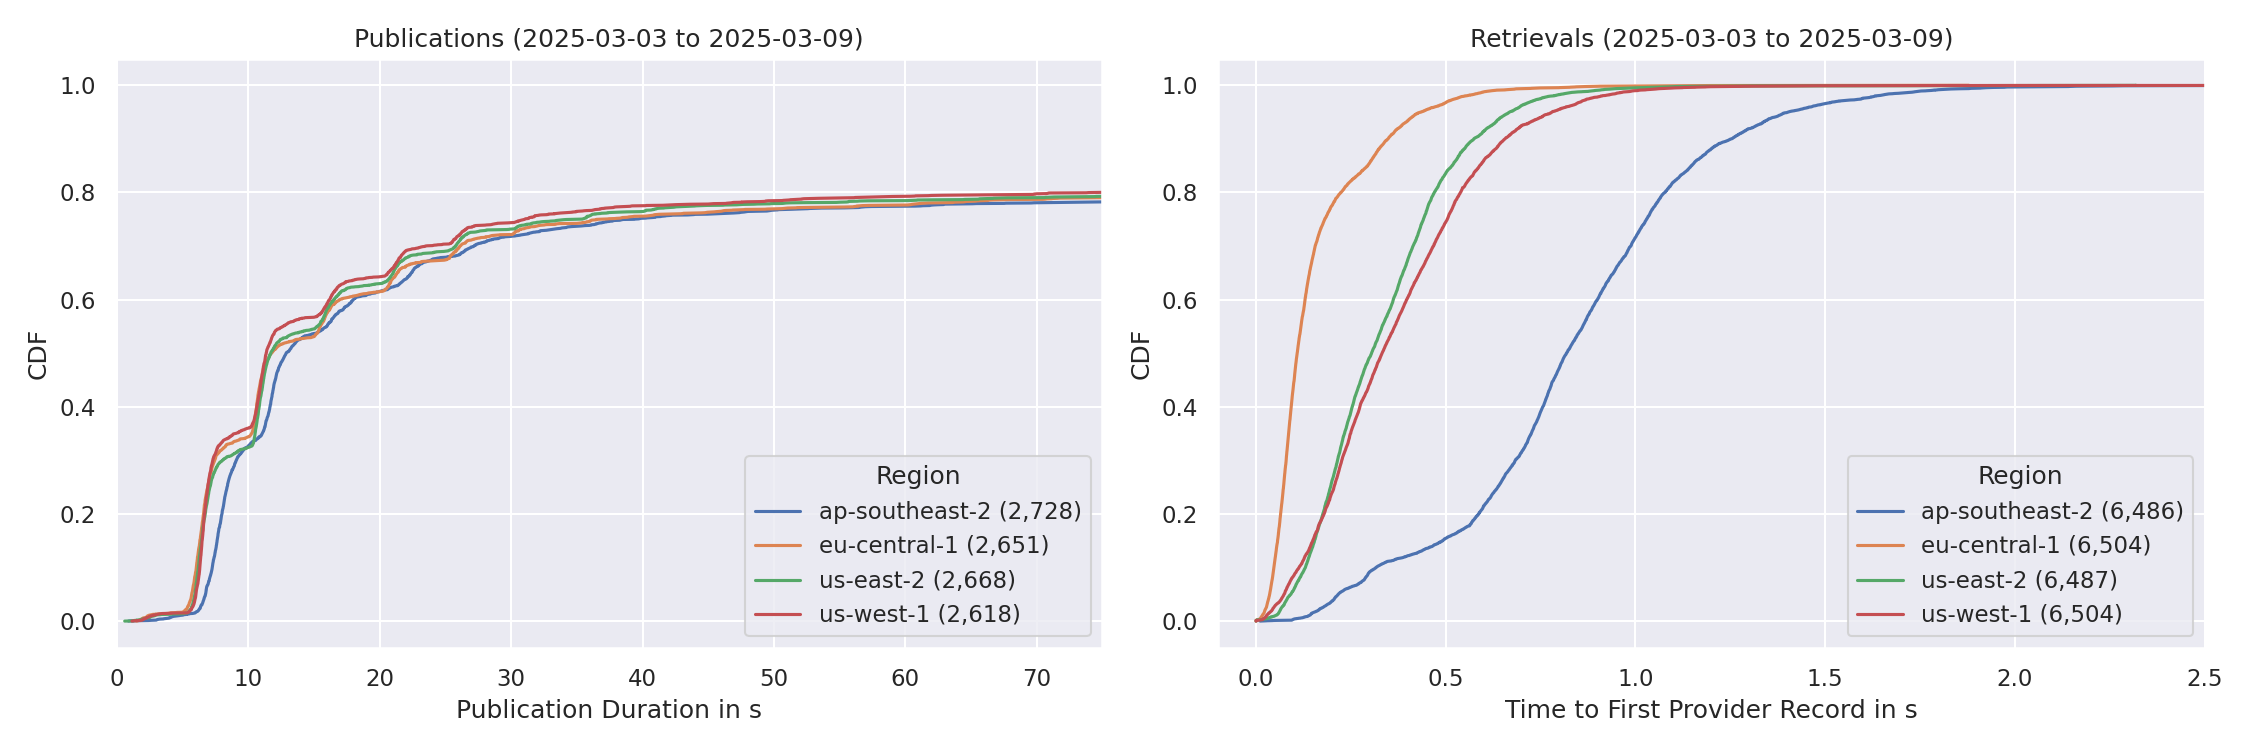 Publications (2025-03-03 to 2025-03-09)
CDF
1.0
0.8
0.6
0.4
0.2
0.0
0 10 20 30 40 50 60 70
Publication Duration in s
Region
ap-southeast-2 (2,728)
eu-central-1 (2,651)
us-east-2 (2,668)
us-west-1 (2,618)
Retrievals (2025-03-03 to 2025-03-09)
CDF
1.0
0.8
0.6
0.4
0.2
0.0
0.0 0.5 1.0 1.5 2.0 2.5
Time to First Provider Record in s
Region
ap-southeast-2 (6,486)
eu-central-1 (6,504)
us-east-2 (6,487)
us-west-1 (6,504)